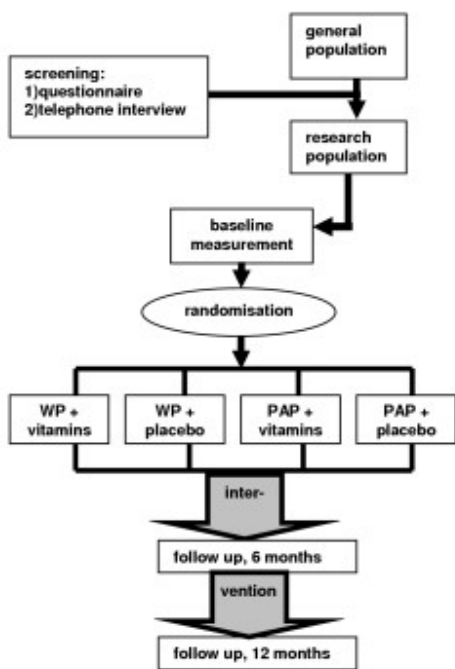 general
population
screening:
1)questionnaire
2)telephone interview
research
population
baseline
measurement
randomisation
WP +
vitamins
WP +
placebo
PAP +
vitamins
PAP +
placebo
inter-
follow up, 6 months
vention
follow up, 12 months